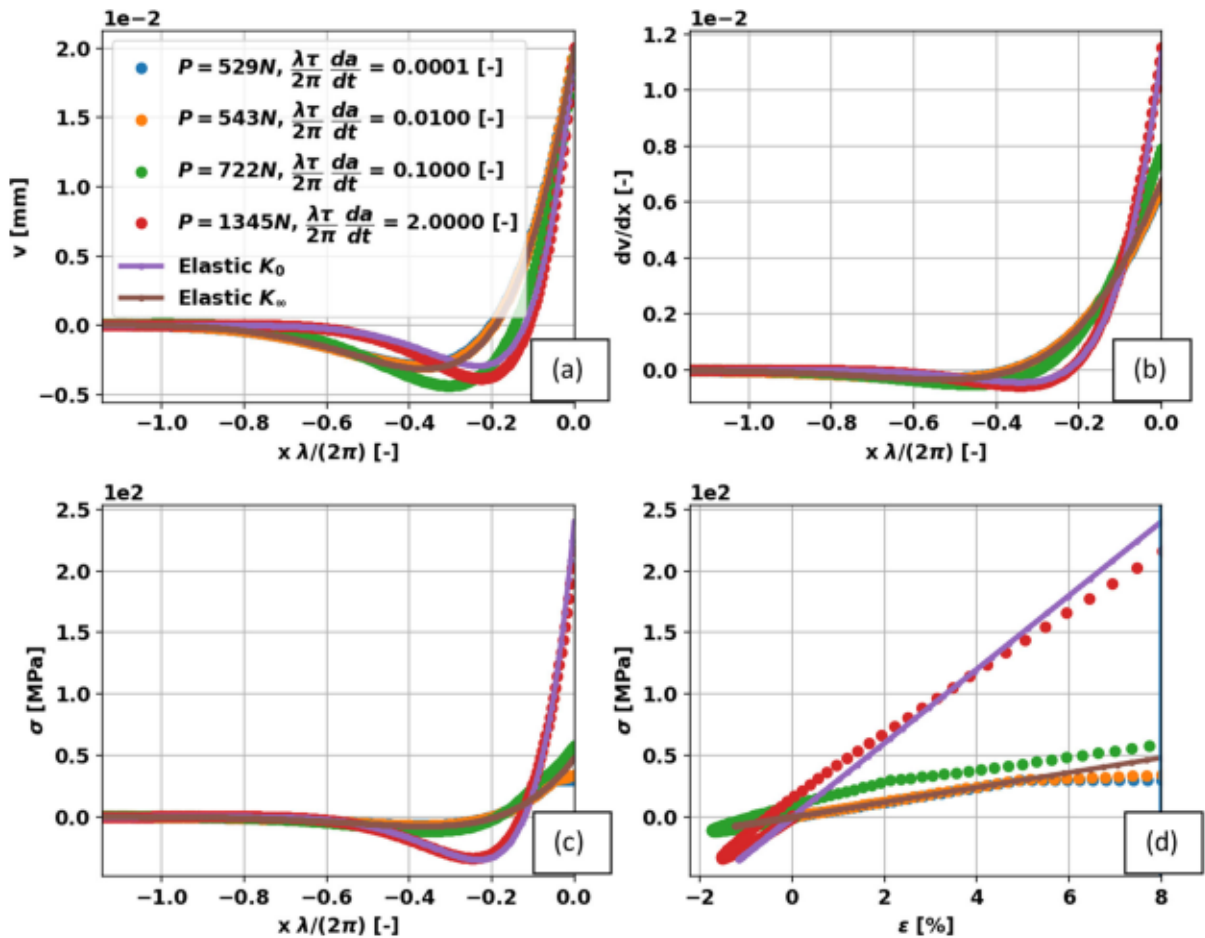 1e−2
2.0
1.5
1.0
0.5
0.0
−0.5
v [mm]
P = 529N, λτ/2π da/dt = 0.0001 [-]
P = 543N, λτ/2π da/dt = 0.0100 [-]
P = 722N, λτ/2π da/dt = 0.1000 [-]
P = 1345N, λτ/2π da/dt = 2.0000 [-]
Elastic K₀
Elastic K∞
(a)
−1.0 −0.8 −0.6 −0.4 −0.2 0.0
x λ/(2π) [-]
1e−2
1.2
1.0
0.8
0.6
0.4
0.2
0.0
dv/dx [-]
(b)
−1.0 −0.8 −0.6 −0.4 −0.2 0.0
x λ/(2π) [-]
1e2
2.5
2.0
1.5
1.0
0.5
0.0
σ [MPa]
(c)
−1.0 −0.8 −0.6 −0.4 −0.2 0.0
x λ/(2π) [-]
1e2
2.5
2.0
1.5
1.0
0.5
0.0
σ [MPa]
(d)
−2 0 2 4 6 8
ε [%]